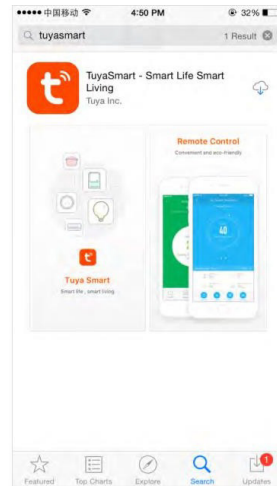 中国移动 4:50 PM 32%
tuyasmart 1 Result
TuyaSmart - Smart Life Smart
Living
Tuya Inc.
Tuya Smart
Smart life , smart living
Remote Control
Convenient and eco-friendly
40
Featured Top Charts Explore Search Updates
1